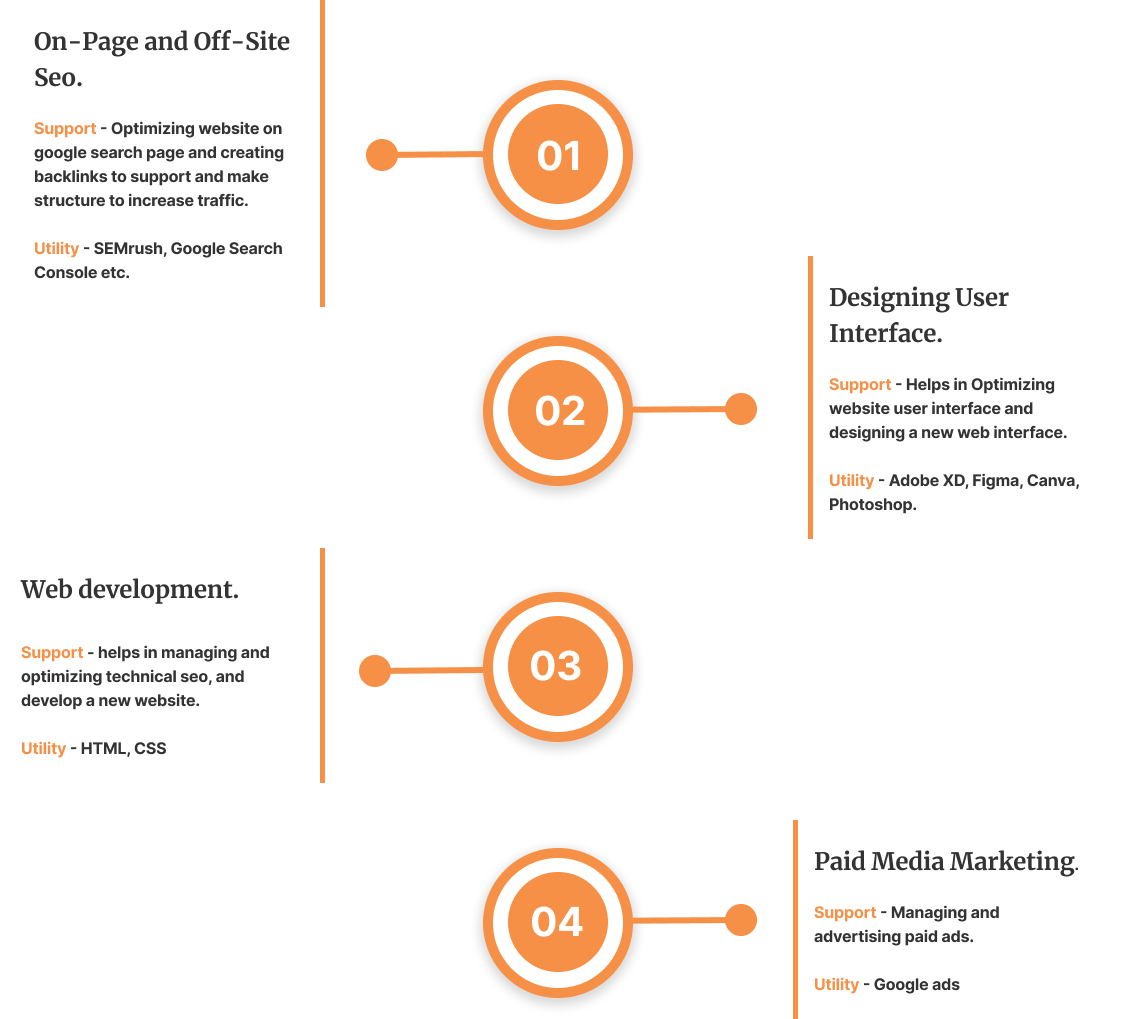 On-Page and Off-Site
Seo.
Support - Optimizing website on
google search page and creating
backlinks to support and make
structure to increase traffic.
Utility - SEMrush, Google Search
Console etc.
01
Designing User
Interface.
Support - Helps in Optimizing
website user interface and
designing a new web interface.
Utility - Adobe XD, Figma, Canva,
Photoshop.
02
Web development.
Support - helps in managing and
optimizing technical seo, and
develop a new website.
Utility - HTML, CSS
03
Paid Media Marketing.
Support - Managing and
advertising paid ads.
Utility - Google ads
04